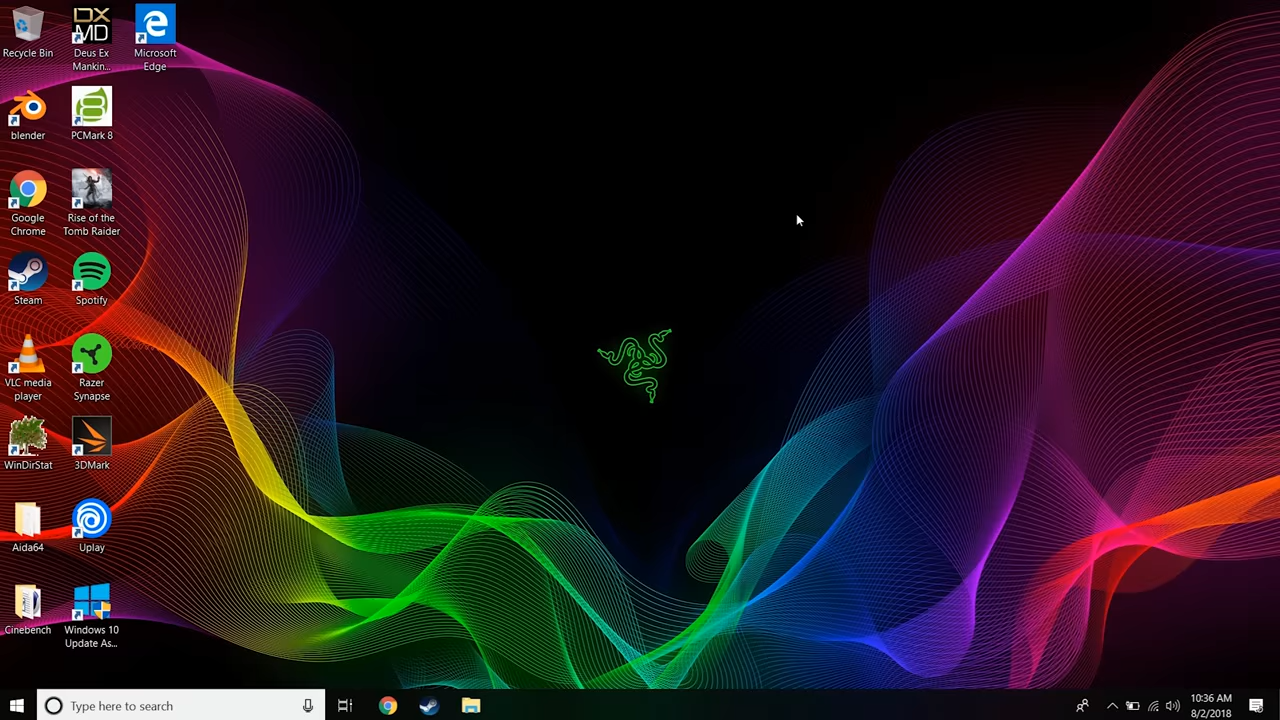 Recycle Bin
Deus Ex
Mankin...
Microsoft
Edge
blender
PCMark 8
Google
Chrome
Rise of the
Tomb Raider
Steam
Spotify
VLC media
player
Razer
Synapse
WinDirStat
3DMark
Aida64
Uplay
Cinebench
Windows 10
Update As...
DX
MD
Type here to search
10:36 AM
8/2/2018